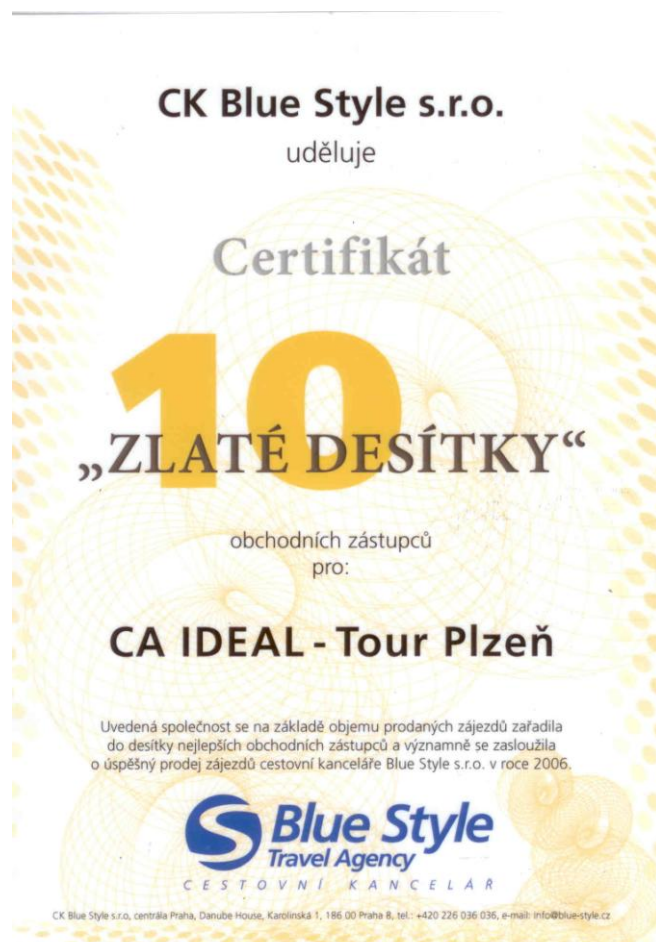 CK Blue Style s.r.o.
uděluje
Certifikát
10
„ZLATÉ DESÍTKY“
obchodních zástupců
pro:
CA IDEAL - Tour Plzeň
Uvedená společnost se na základě objemu prodaných zájezdů zařadila
do desítky nejlepších obchodních zástupců a významně se zasloužila
o úspěšný prodej zájezdů cestovní kanceláře Blue Style s.r.o. v roce 2006.
Blue Style
Travel Agency
CESTOVNÍ KANCELÁŘ
CK Blue Style s.r.o, centrála Praha, Danube House, Karolinská 1, 186 00 Praha 8, tel.: +420 226 036 036, e-mail: info@blue-style.cz